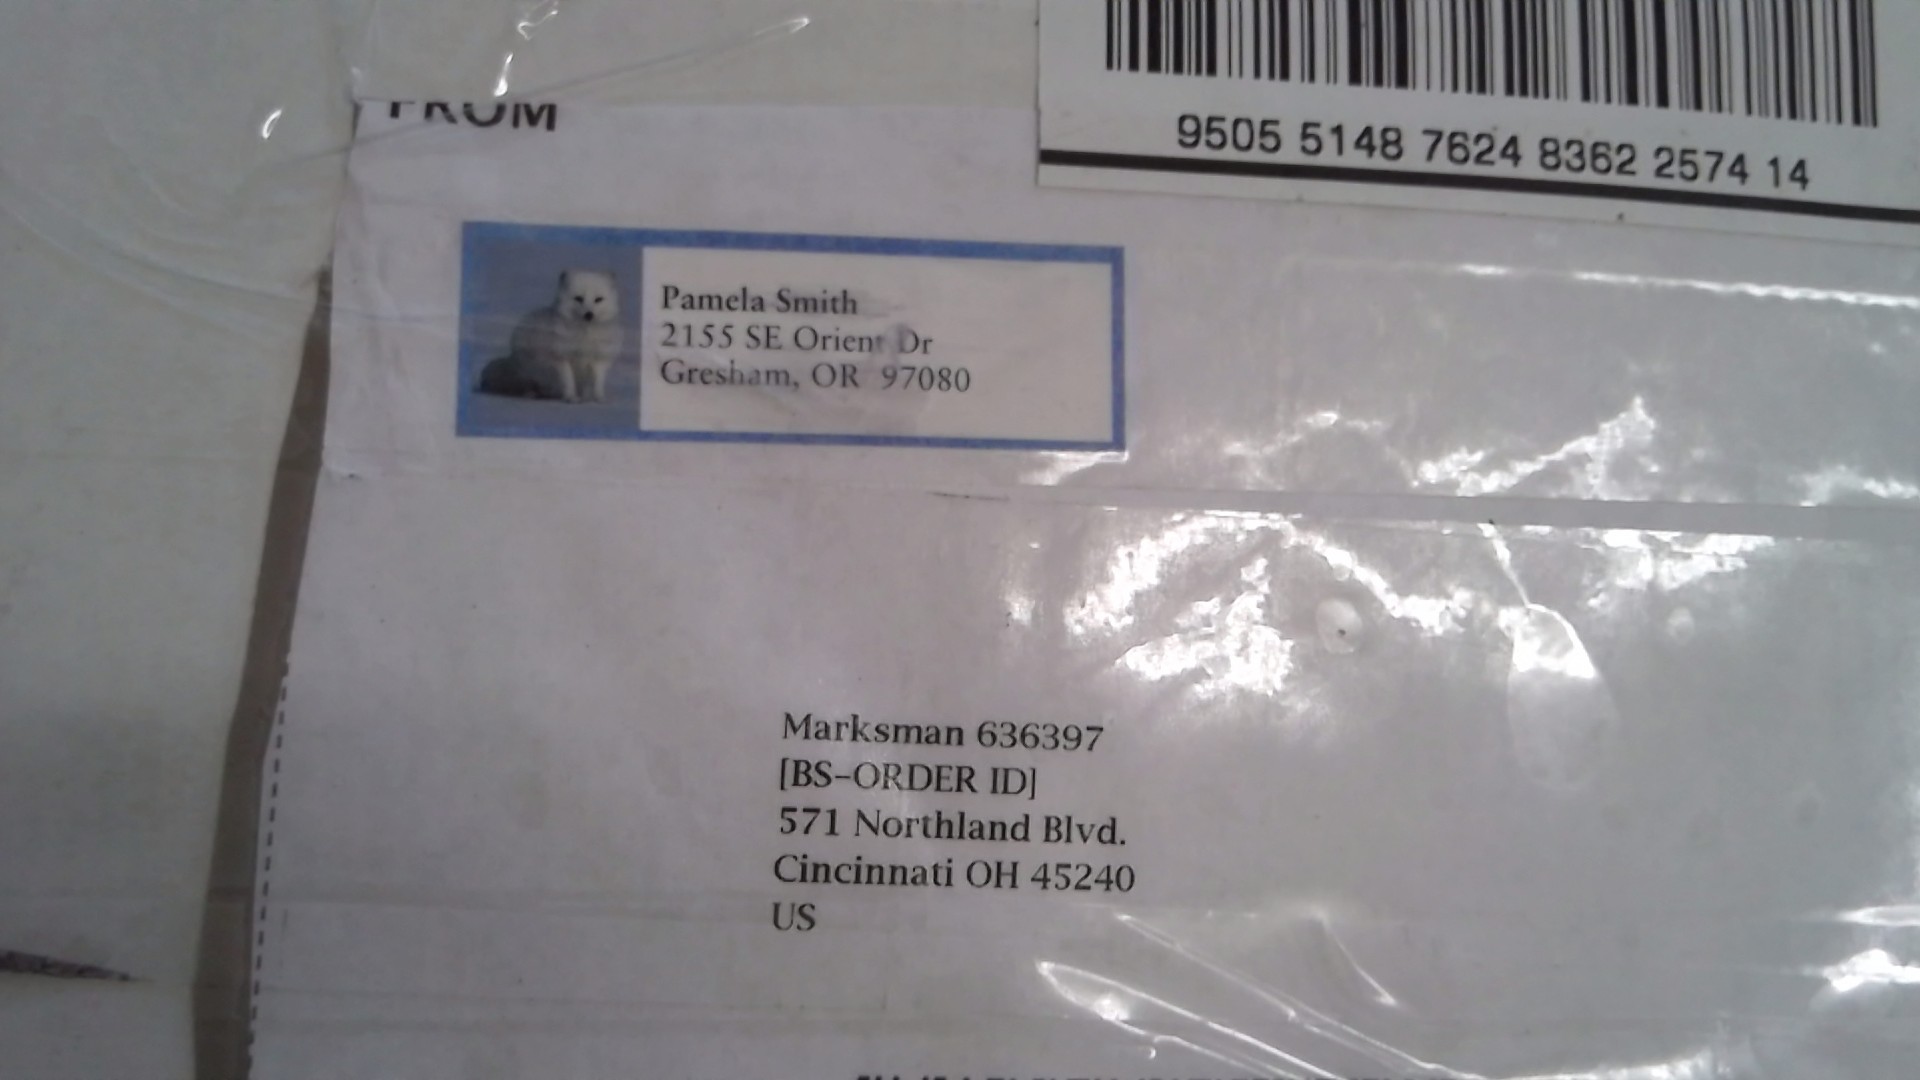 9505 5148 7624 8362 2574 14
FROM
Pamela Smith
2155 SE Orient Dr
Gresham, OR 97080
Marksman 636397
[BS-ORDER ID]
571 Northland Blvd.
Cincinnati OH 45240
US